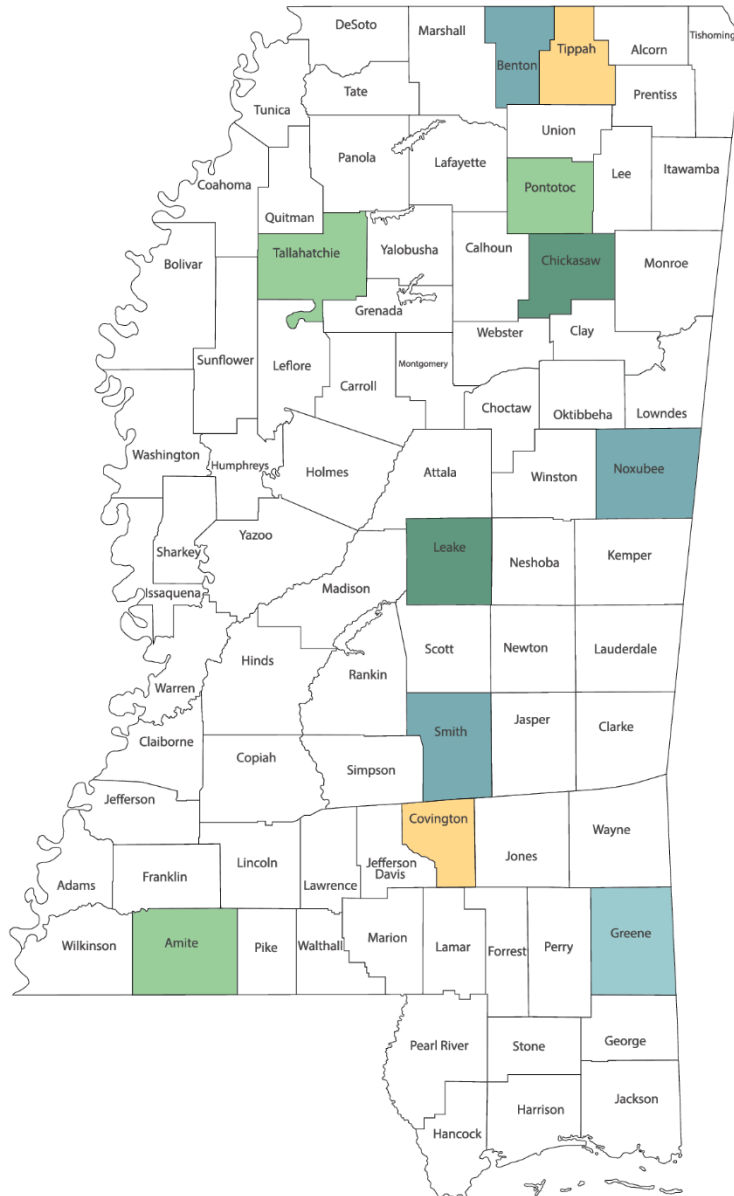 DeSoto
Marshall
Benton
Tippah
Alcorn
Tishoming
Tate
Prentiss
Tunica
Union
Panola
Lafayette
Lee
Itawamba
Coahoma
Pontotoc
Quitman
Tallahatchie
Yalobusha
Calhoun
Chickasaw
Monroe
Bolivar
Grenada
Webster
Clay
Sunflower
Leflore
Carroll
Montgomery
Choctaw
Oktibbeha
Lowndes
Washington
Humphreys
Holmes
Attala
Winston
Noxubee
Yazoo
Sharkey
Leake
Neshoba
Kemper
Issaquena
Madison
Scott
Newton
Lauderdale
Hinds
Rankin
Warren
Smith
Jasper
Clarke
Claiborne
Copiah
Simpson
Jefferson
Covington
Wayne
Lincoln
Jefferson
Davis
Jones
Adams
Franklin
Lawrence
Wilkinson
Amite
Pike
Walthall
Marion
Lamar
Forrest
Perry
Greene
Pearl River
Stone
George
Hancock
Harrison
Jackson